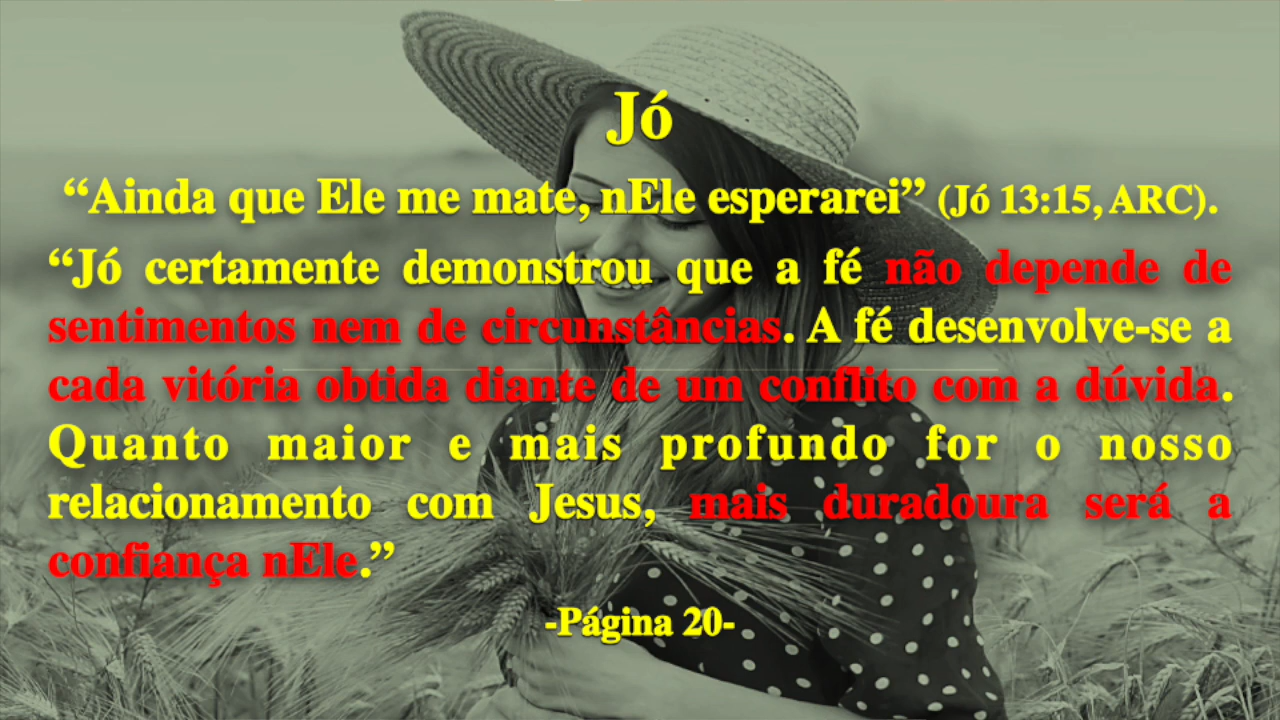 Jó
“Ainda que Ele me mate, nEle esperarei” (Jó 13:15, ARC).
“Jó certamente demonstrou que a fé não depende de
sentimentos nem de circunstâncias. A fé desenvolve-se a
cada vitória obtida diante de um conflito com a dúvida.
Quanto maior e mais profundo for o nosso
relacionamento com Jesus, mais duradoura será a
confiança nEle.”
-Página 20-